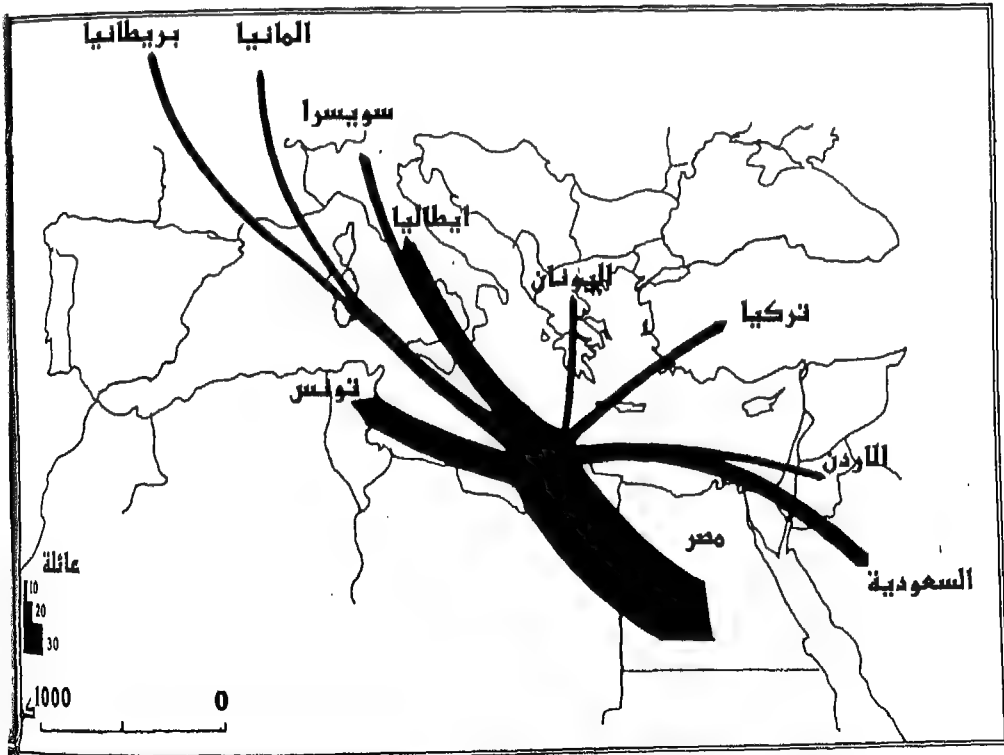 بريطانيا
المانيا
سويسرا
ايطاليا
اليونان
تركيا
تونس
الاردن
مصر
السعودية
عائلة
10
20
30
1000 ك
0